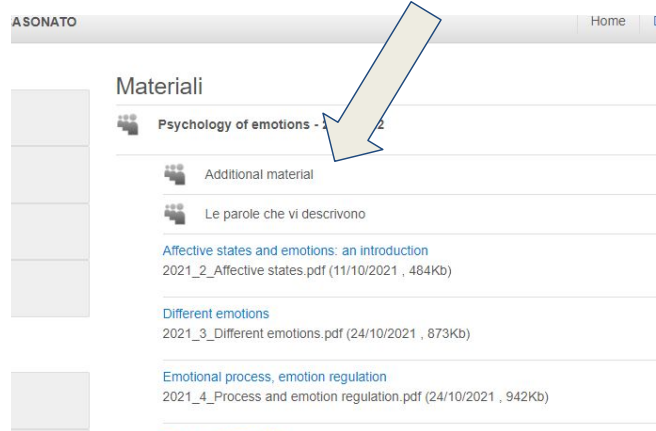 ASONATO
Home
Materiali
Psychology of emotions -
Additional material
Le parole che vi descrivono
Affective states and emotions: an introduction
2021_2_Affective states.pdf (11/10/2021 , 484Kb)
Different emotions
2021_3_Different emotions.pdf (24/10/2021 , 873Kb)
Emotional process, emotion regulation
2021_4_Process and emotion regulation.pdf (24/10/2021 , 942Kb)